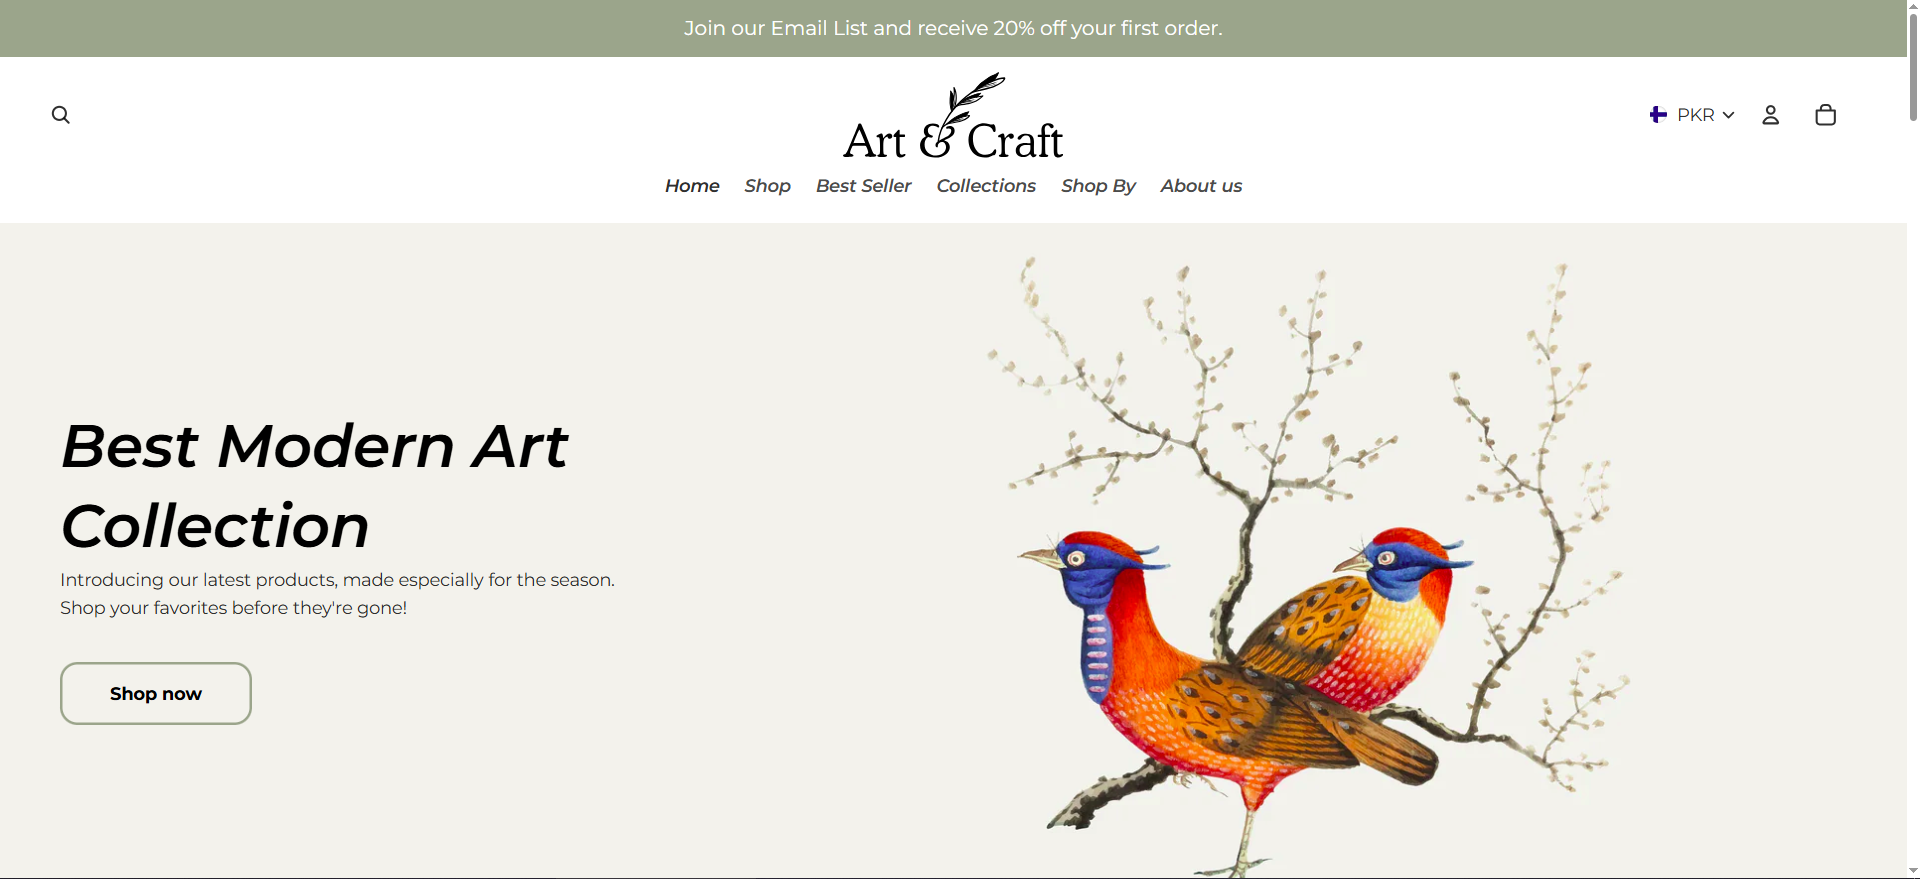 Join our Email List and receive 20% off your first order.
Art & Craft
PKR
Home Shop Best Seller Collections Shop By About us
Best Modern Art
Collection
Introducing our latest products, made especially for the season.
Shop your favorites before they're gone!
Shop now